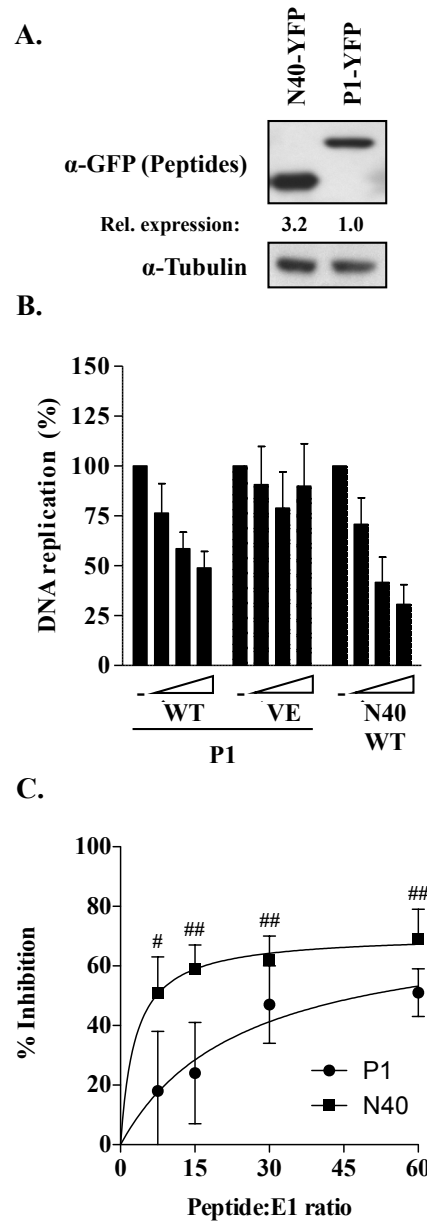 A.
N40-YFP
P1-YFP
α-GFP (Peptides)
Rel. expression: 3.2 1.0
α-Tubulin
B.
DNA replication (%)
150
125
100
75
50
25
0
- WT - VE - N40
WT
P1
C.
% Inhibition
100
80
60
40
20
0
# ## ## ##
P1
N40
0 15 30 45 60
Peptide:E1 ratio